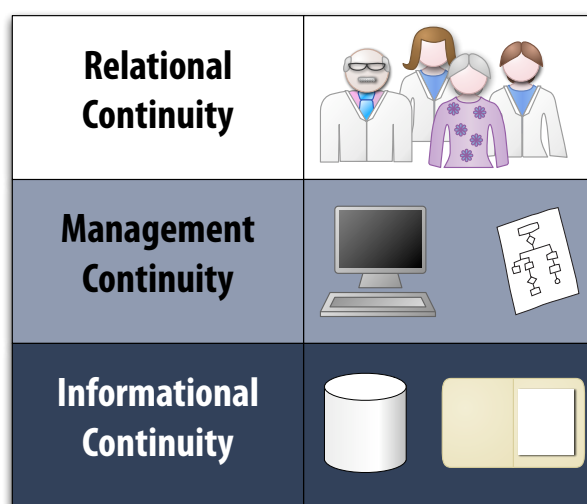 Relational
Continuity
Management
Continuity
Informational
Continuity